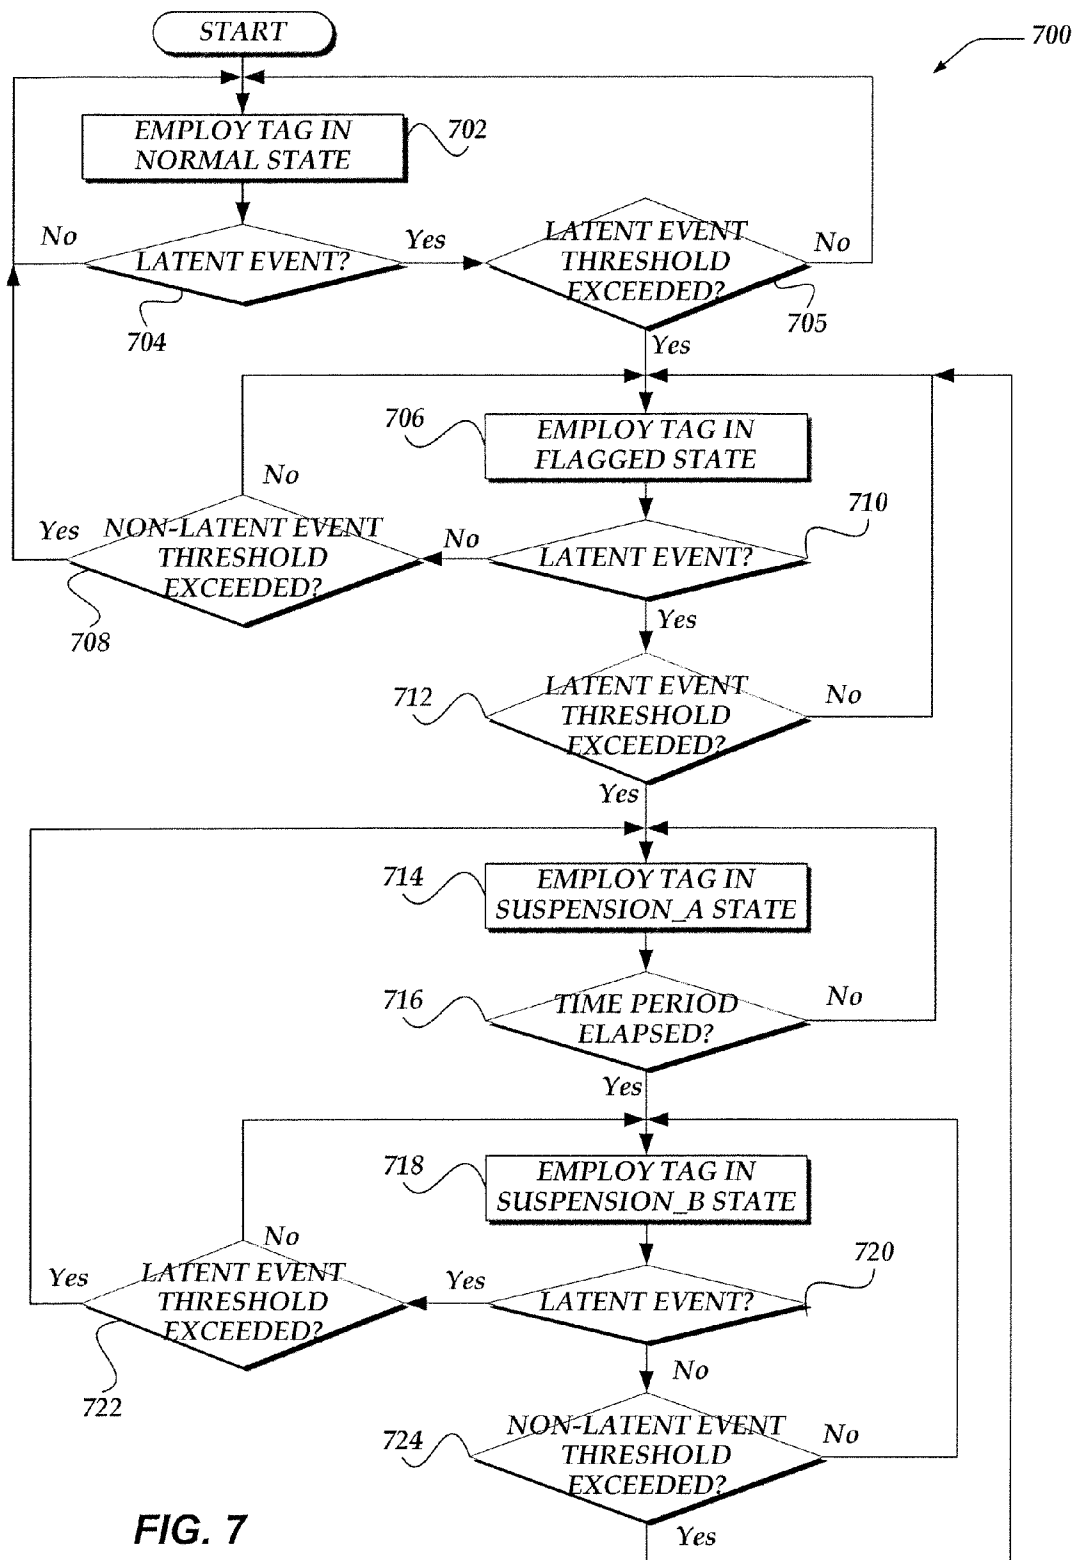 START
700
EMPLOY TAG IN
NORMAL STATE
702
No
LATENT EVENT?
Yes
704
LATENT EVENT
THRESHOLD
EXCEEDED?
No
705
Yes
706
EMPLOY TAG IN
FLAGGED STATE
No
Yes
NON-LATENT EVENT
THRESHOLD
EXCEEDED?
708
No
LATENT EVENT?
710
Yes
712
LATENT EVENT
THRESHOLD
EXCEEDED?
No
Yes
714
EMPLOY TAG IN
SUSPENSION_A STATE
716
TIME PERIOD
ELAPSED?
No
Yes
718
EMPLOY TAG IN
SUSPENSION_B STATE
No
Yes
LATENT EVENT
THRESHOLD
EXCEEDED?
722
Yes
LATENT EVENT?
720
No
724
NON-LATENT EVENT
THRESHOLD
EXCEEDED?
No
Yes
FIG. 7